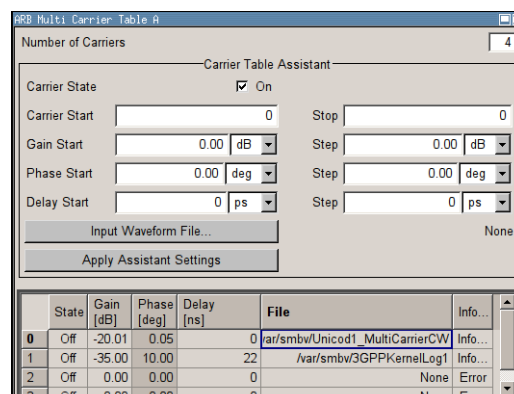 ARB Multi Carrier Table A
Number of Carriers 4
Carrier Table Assistant
Carrier State On
Carrier Start 0 Stop 0
Gain Start 0.00 dB Step 0.00 dB
Phase Start 0.00 deg Step 0.00 deg
Delay Start 0 ps Step 0 ps
Input Waveform File... None
Apply Assistant Settings
State Gain [dB] Phase [deg] Delay [ns] File Info...
0 Off -20.01 0.05 0 var/smbv/Unicod1_MultiCarrierCW Info...
1 Off -35.00 10.00 22 /var/smbv/3GPPKernelLog1 Info...
2 Off 0.00 0.00 0 None Error